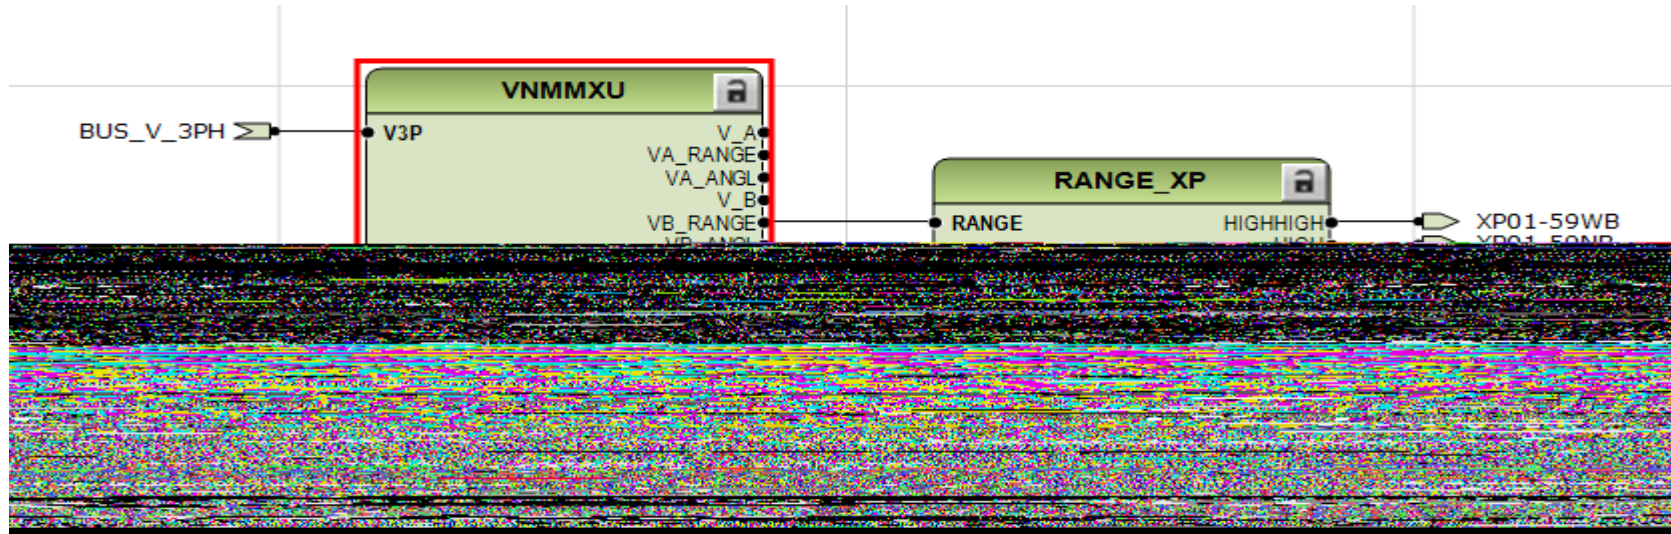 VNMMXU
BUS_V_3PH V3P V_A
VA_RANGE
VA_ANGL
RANGE_XP
V_B
VB_RANGE RANGE HIGHHIGH XP01-59WB